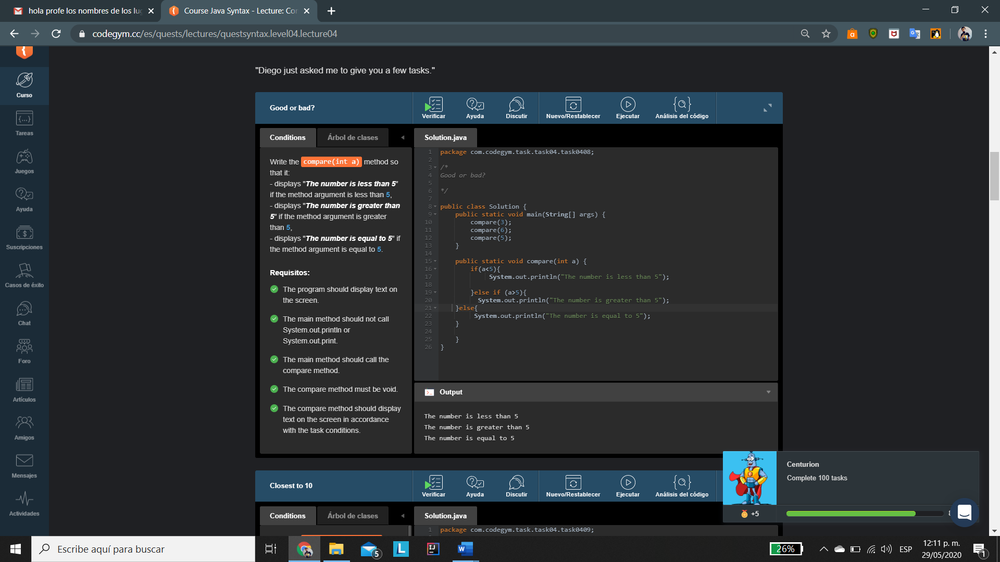 hola profe los nombres de los lu
Course Java Syntax - Lecture: Co
codegym.cc/es/quests/lectures/questsyntax.level04.lecture04
Curso
Tareas
Juegos
Ayuda
Suscripciones
Casos de éxito
Chat
Foro
Artículos
Amigos
Mensajes
Actividades
"Diego just asked me to give you a few tasks."
Good or bad?
Verificar
Ayuda
Discutir
Nuevo/Restablecer
Ejecutar
Análisis del código
Conditions
Árbol de clases
Solution.java
Write the compare(int a) method so
that it:
- displays "The number is less than 5"
if the method argument is less than 5,
- displays "The number is greater than
5" if the method argument is greater
than 5,
- displays "The number is equal to 5" if
the method argument is equal to 5.
Requisitos:
The program should display text on
the screen.
The main method should not call
System.out.println or
System.out.print.
The main method should call the
compare method.
The compare method must be void.
The compare method should display
text on the screen in accordance
with the task conditions.
1 package com.codegym.task.task04.task0408;
2
3 /*
4 Good or bad?
5
6 */
7
8 public class Solution {
9 public static void main(String[] args) {
10 compare(3);
11 compare(6);
12 compare(5);
13 }
14
15 public static void compare(int a) {
16 if(a<5){
17 System.out.println("The number is less than 5");
18
19 }else if (a>5){
20 System.out.println("The number is greater than 5");
21 }else{
22 System.out.println("The number is equal to 5");
23 }
24
25 }
26 }
Output
The number is less than 5
The number is greater than 5
The number is equal to 5
Closest to 10
Verificar
Ayuda
Discutir
Nuevo/Restablecer
Ejecutar
Análisis del código
Conditions
Árbol de clases
Solution.java
1 package com.codegym.task.task04.task0409;
Centurion
Complete 100 tasks
+5
Escribe aquí para buscar
5
26%
ESP
12:11 p. m.
29/05/2020
1